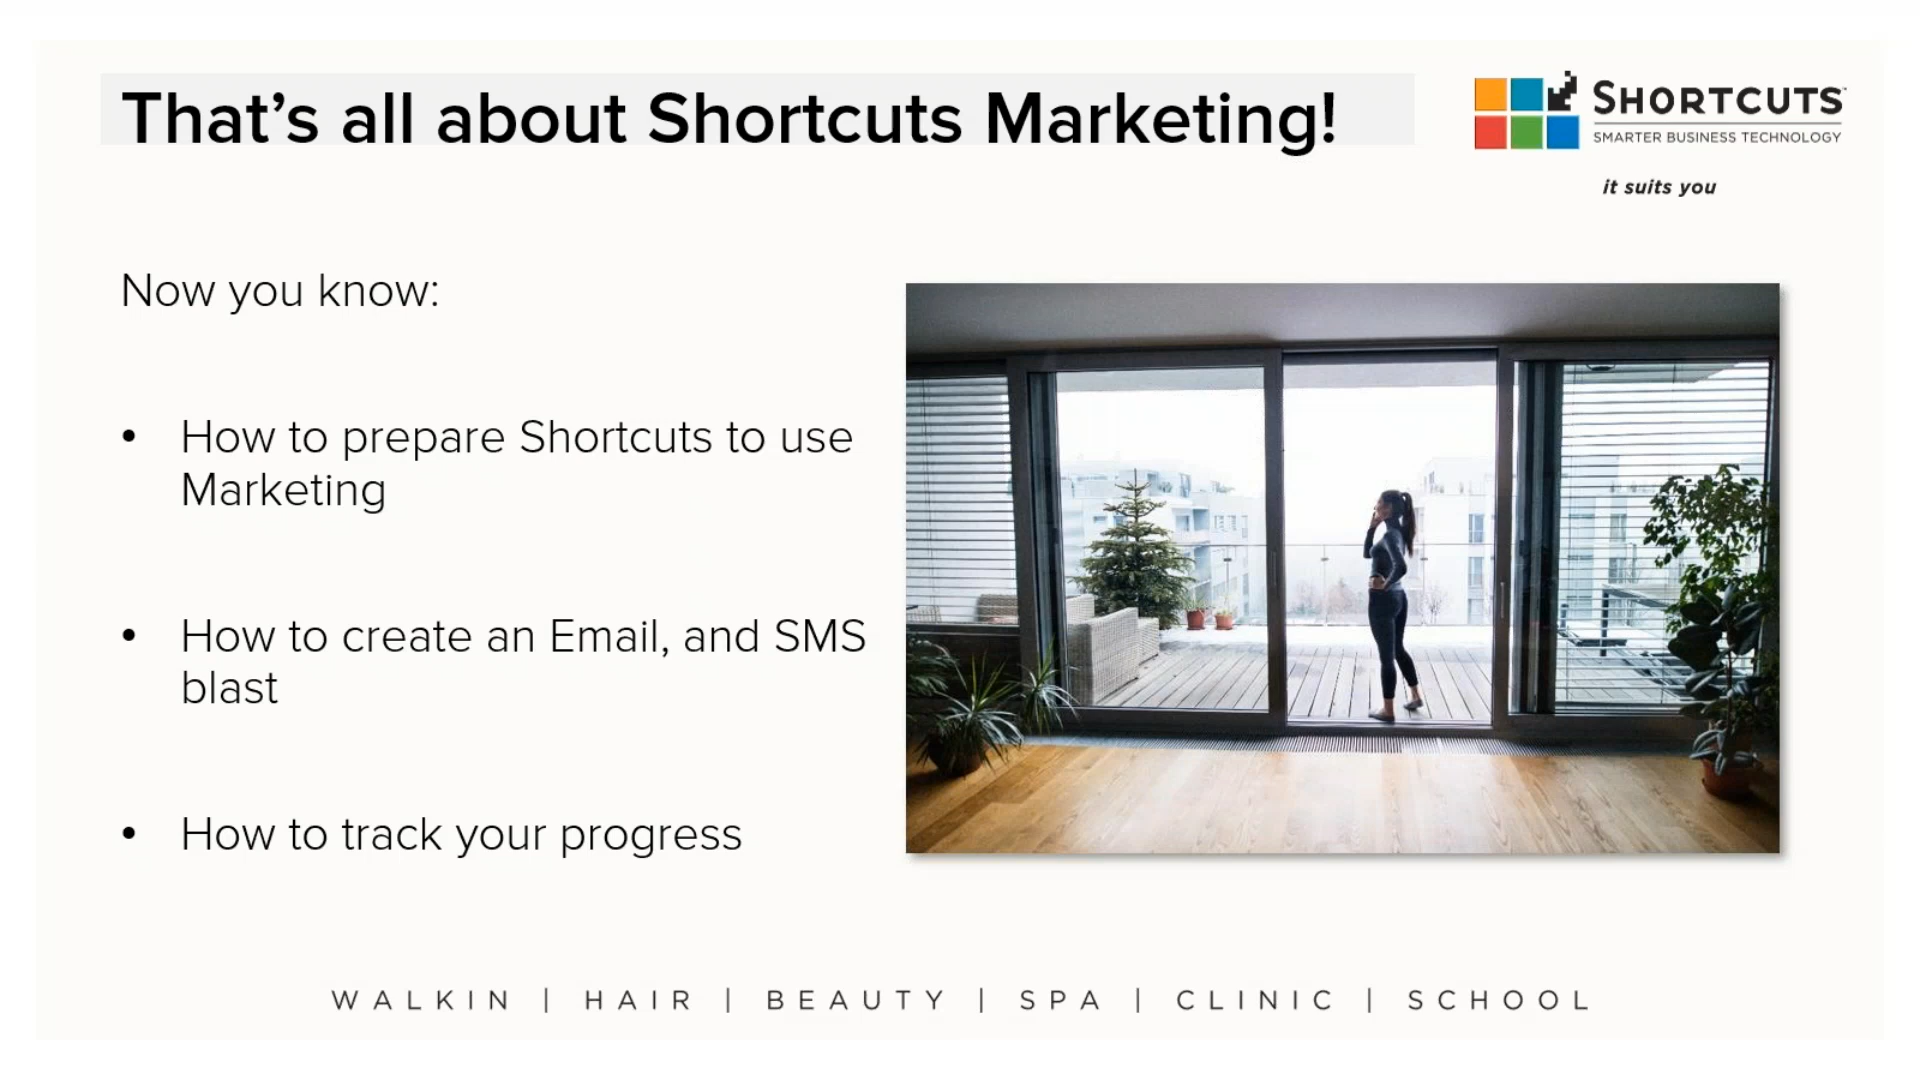 That’s all about Shortcuts Marketing!
SHORTCUTS™
SMARTER BUSINESS TECHNOLOGY
it suits you
Now you know:
• How to prepare Shortcuts to use
Marketing
• How to create an Email, and SMS
blast
• How to track your progress
WALKIN | HAIR | BEAUTY | SPA | CLINIC | SCHOOL